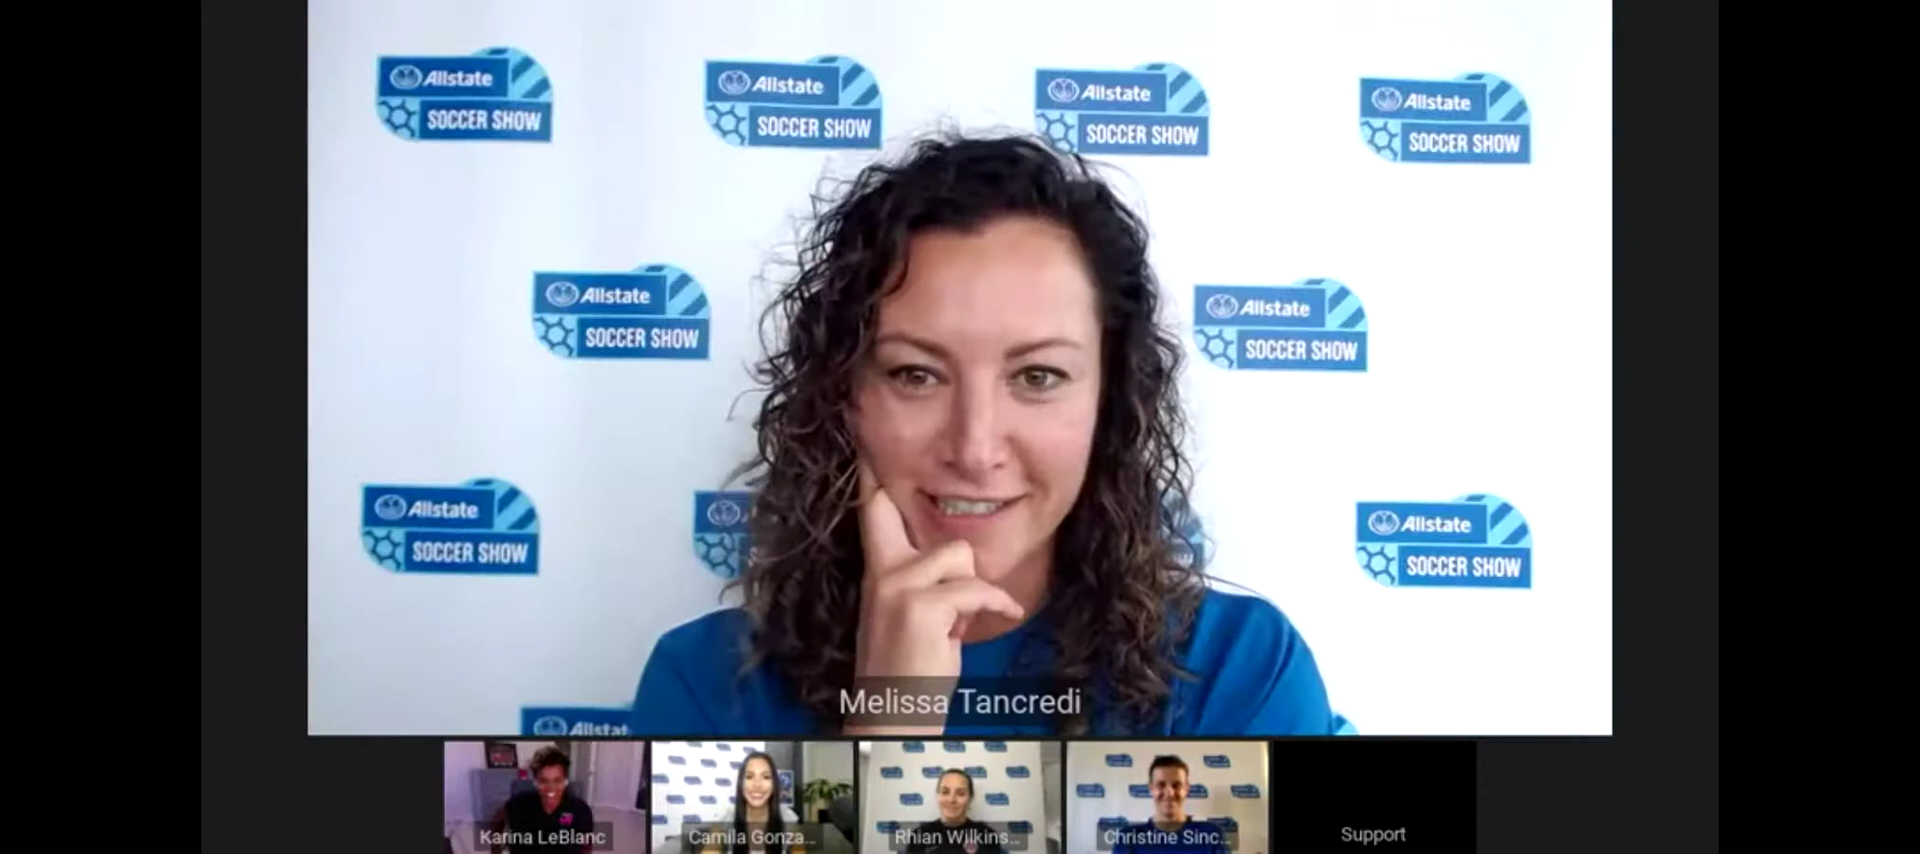 Allstate
SOCCER SHOW
Allstate
SOCCER SHOW
Allstate
SOCCER SHOW
Allstate
SOCCER SHOW
Allstate
SOCCER SHOW
Allstate
SOCCER SHOW
Allstate
SOCCER SHOW
Allstate
SOCCER SHOW
Melissa Tancredi
Allstat
Karina LeBlanc
Camila Gonza...
Rhian Wilkins...
Christine Sinc...
Support